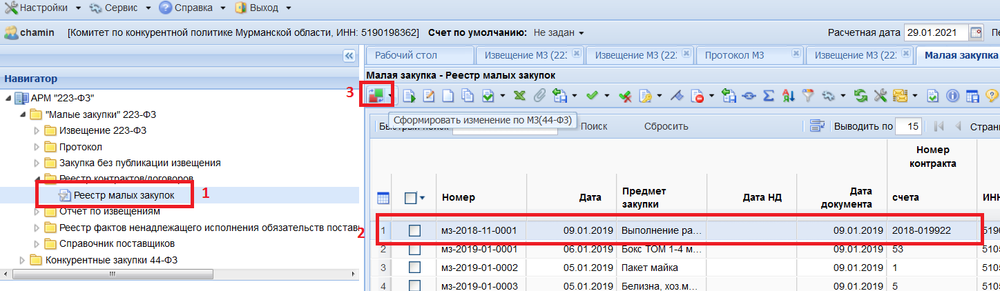 Настройки Сервис Справка Выход
chamin [Комитет по конкурентной политике Мурманской области, ИНН: 5190198362] Счет по умолчанию: Не задан Расчетная дата 29.01.2021
Рабочий стол Извещение МЗ (22 Извещение МЗ (22 Протокол МЗ Извещение МЗ (22 Малая закупка
Навигатор
Малая закупка - Реестр малых закупок
3
АРМ "223-ФЗ"
"Малые закупки" 223-ФЗ
Извещение 223-ФЗ
Протокол
Закупка без публикации извещения
Реестр контрактов/договоров
Реестр малых закупок 1
Отчет по извещениям
Реестр фактов ненадлежащего исполнения обязательств постав
Справочник поставщиков
Конкурентные закупки 44-ФЗ
Сформировать изменение по МЗ(44-ФЗ)
Быстрый поиск Поиск Сбросить Выводить по 15 Страни
Номер контракта
Номер Дата Предмет закупки Дата НД Дата документа счета ИНН
2
1 мз-2018-11-0001 09.01.2019 Выполнение ра... 09.01.2019 2018-019922 5190
2 мз-2019-01-0001 06.01.2019 Бокс ТОМ 1-4 м... 09.01.2019 53 5105
3 мз-2019-01-0002 05.01.2019 Пакет майка 09.01.2019 1 5105
4 мз-2019-01-0003 05.01.2019 Белизна, хоз.м... 09.01.2019 5 5105